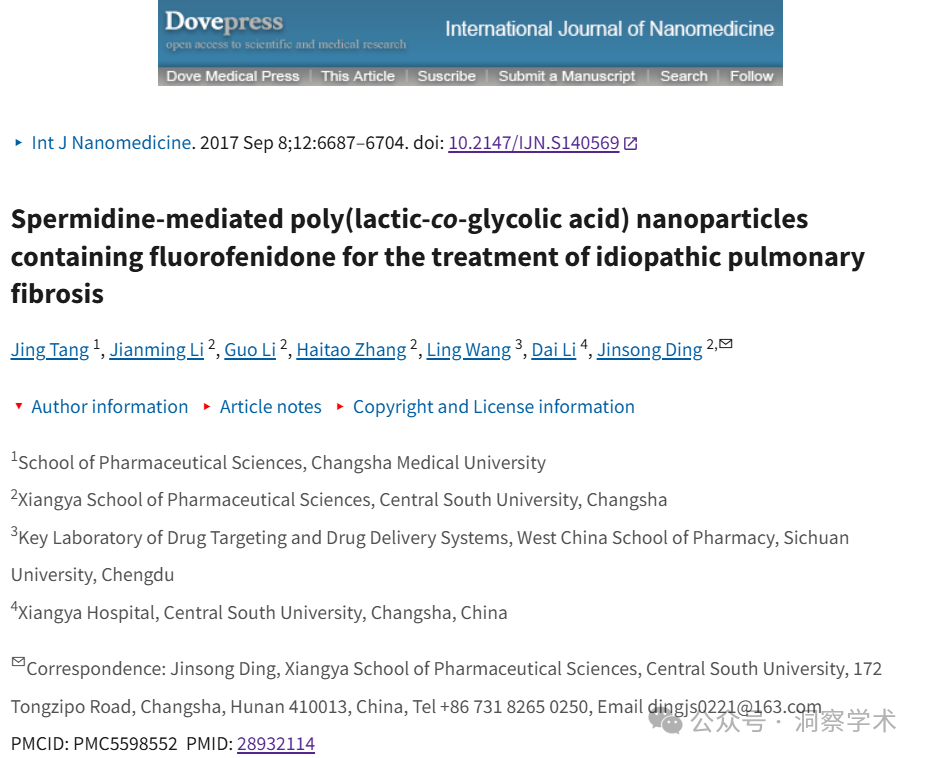 Dovepress
open access to scientific and medical research
International Journal of Nanomedicine
Dove Medical Press | This Article | Suscribe | Submit a Manuscript | Search | Follow
Int J Nanomedicine. 2017 Sep 8;12:6687–6704. doi: 10.2147/IJN.S140569
Spermidine-mediated poly(lactic-co-glycolic acid) nanoparticles
containing fluorofenidone for the treatment of idiopathic pulmonary
fibrosis
Jing Tang 1, Jianming Li 2, Guo Li 2, Haitao Zhang 2, Ling Wang 3, Dai Li 4, Jinsong Ding 2,✉
Author information Article notes Copyright and License information
1School of Pharmaceutical Sciences, Changsha Medical University
2Xiangya School of Pharmaceutical Sciences, Central South University, Changsha
3Key Laboratory of Drug Targeting and Drug Delivery Systems, West China School of Pharmacy, Sichuan
University, Chengdu
4Xiangya Hospital, Central South University, Changsha, China
✉Correspondence: Jinsong Ding, Xiangya School of Pharmaceutical Sciences, Central South University, 172
Tongzipo Road, Changsha, Hunan 410013, China, Tel +86 731 8265 0250, Email dingjs0221@163.com
公众号 · 洞察学术
PMCID: PMC5598552 PMID: 28932114